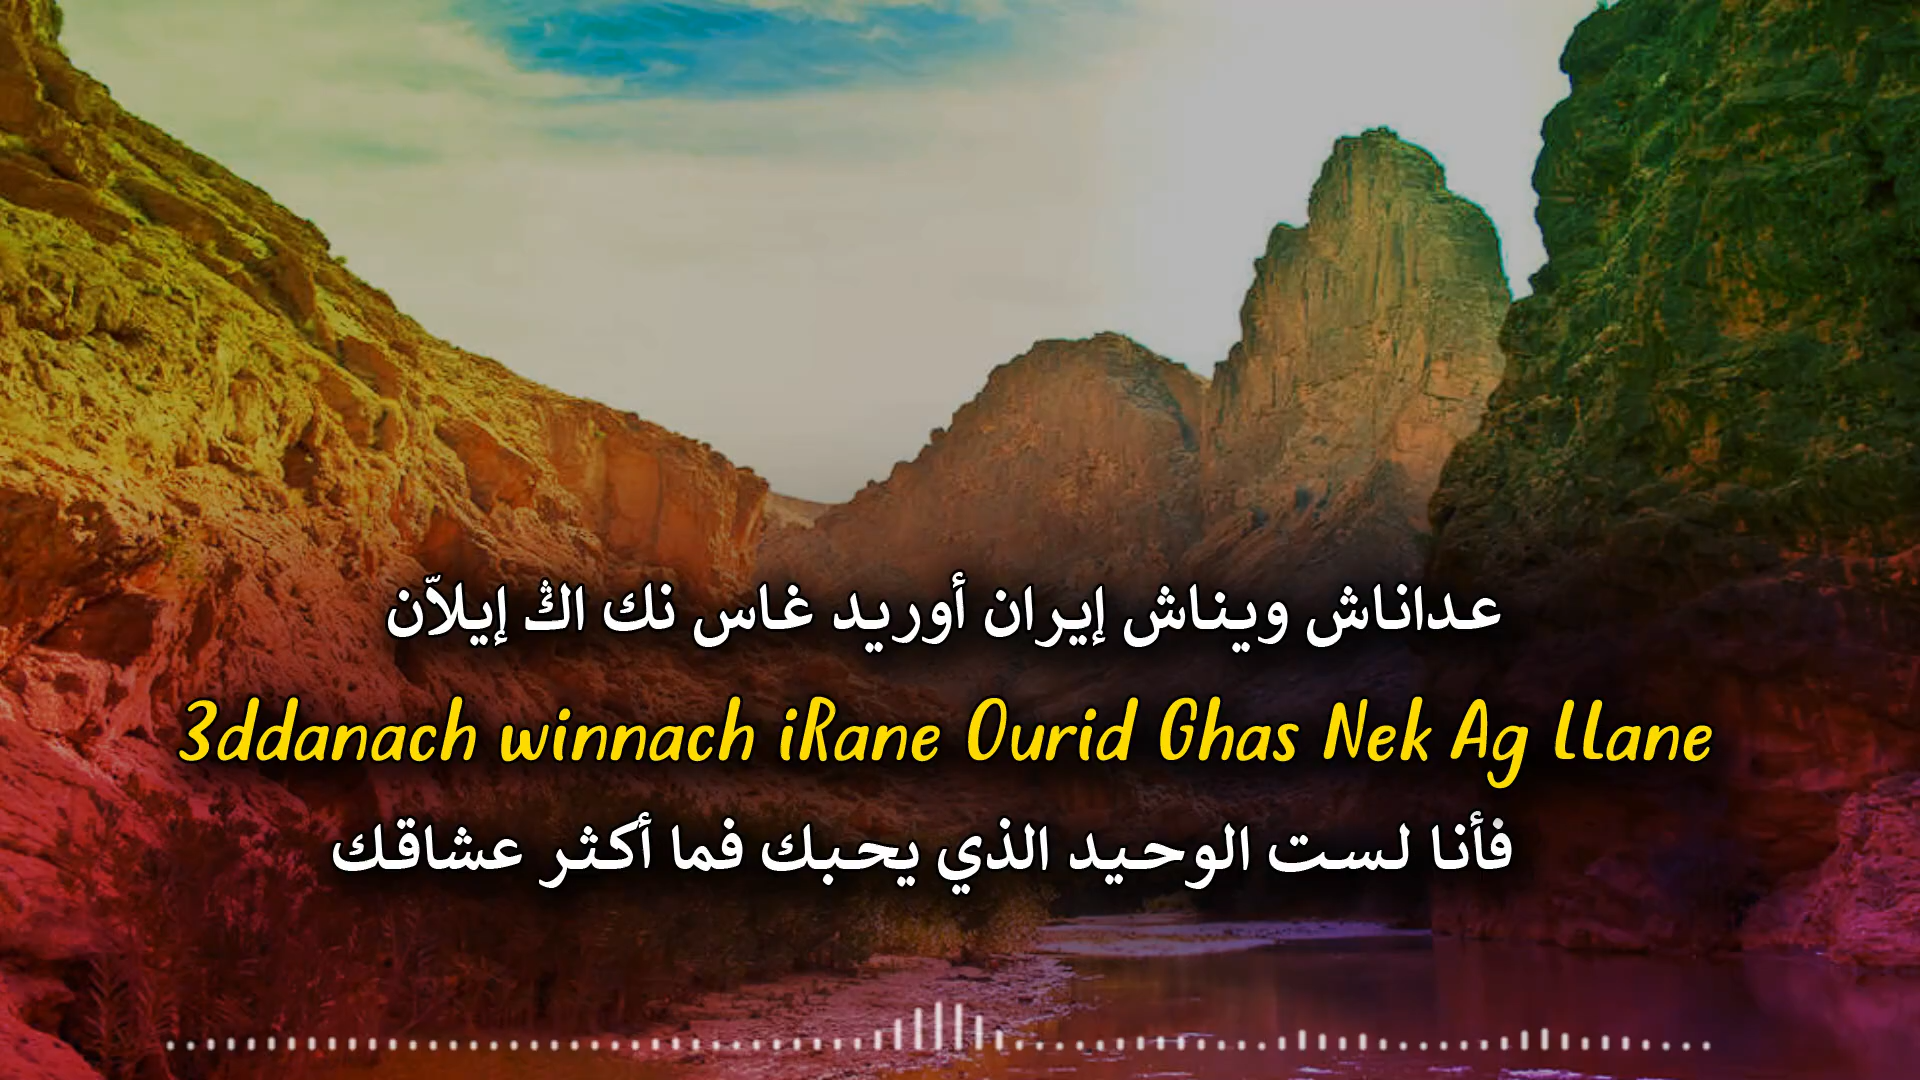 عداناش ويناش إيران أوريد غاس نك اݣ إيلاّن
3ddanach winnach iRane Ourid Ghas Nek Ag LLane
فأنا لست الوحيد الذي يحبك فما أكثر عشاقك